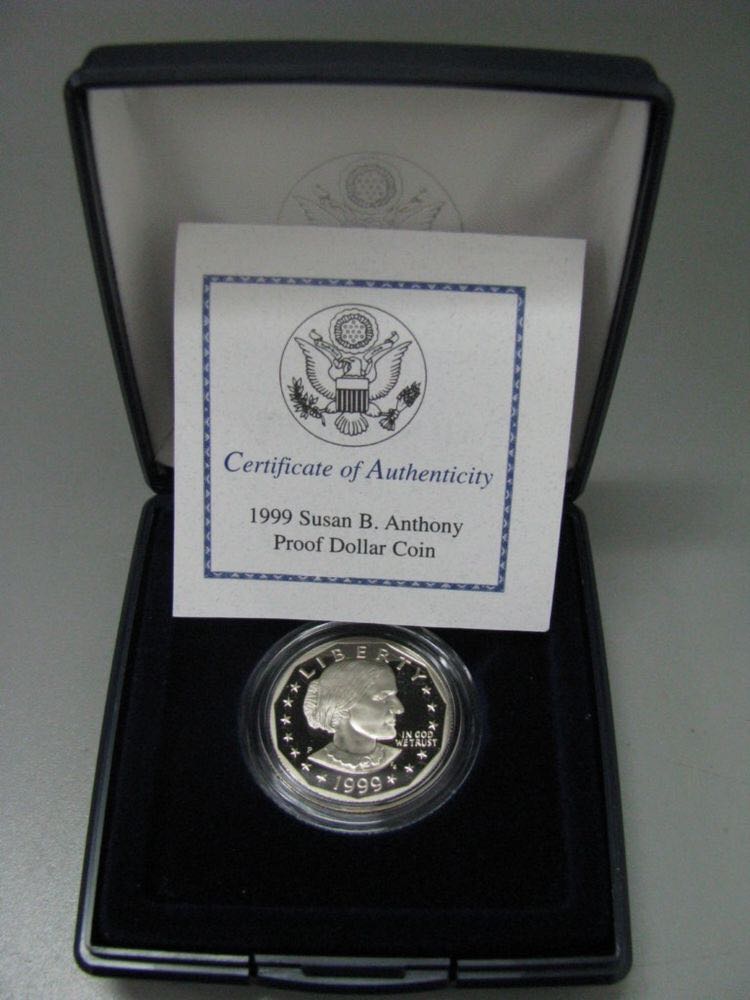 Certificate of Authenticity
1999 Susan B. Anthony
Proof Dollar Coin
LIBERTY
IN GOD
WE TRUST
P
1999